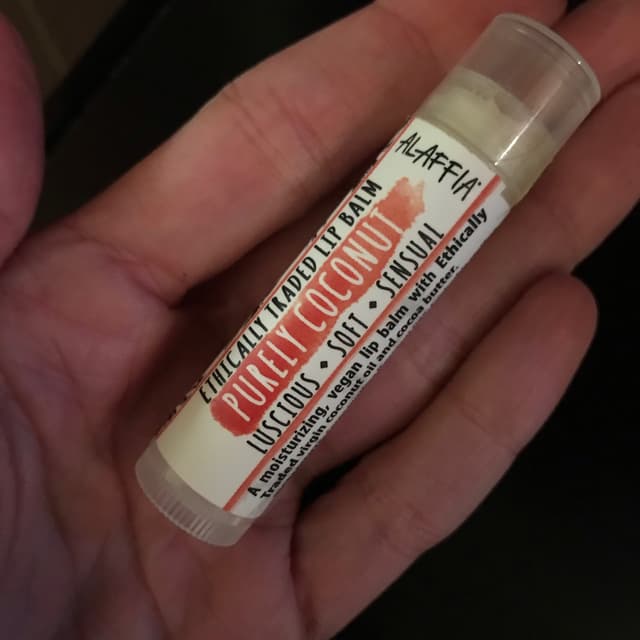 ALAFFIA
ETHICALLY TRADED LIP BALM
PURELY COCONUT
LUSCIOUS ◆ SOFT ◆ SENSUAL
A moisturizing, vegan lip balm with Ethically
Traded virgin coconut oil and cocoa butter.